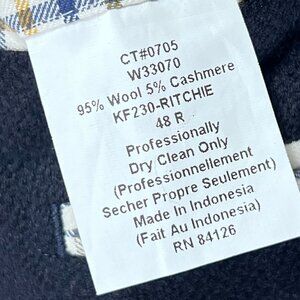 CT#0705
W33070
95% Wool 5% Cashmere
KF230-RITCHIE
48 R
Professionally
Dry Clean Only
(Professionnellement
Secher Propre Seulement)
Made In Indonesia
(Fait Au Indonesia)
RN 84126